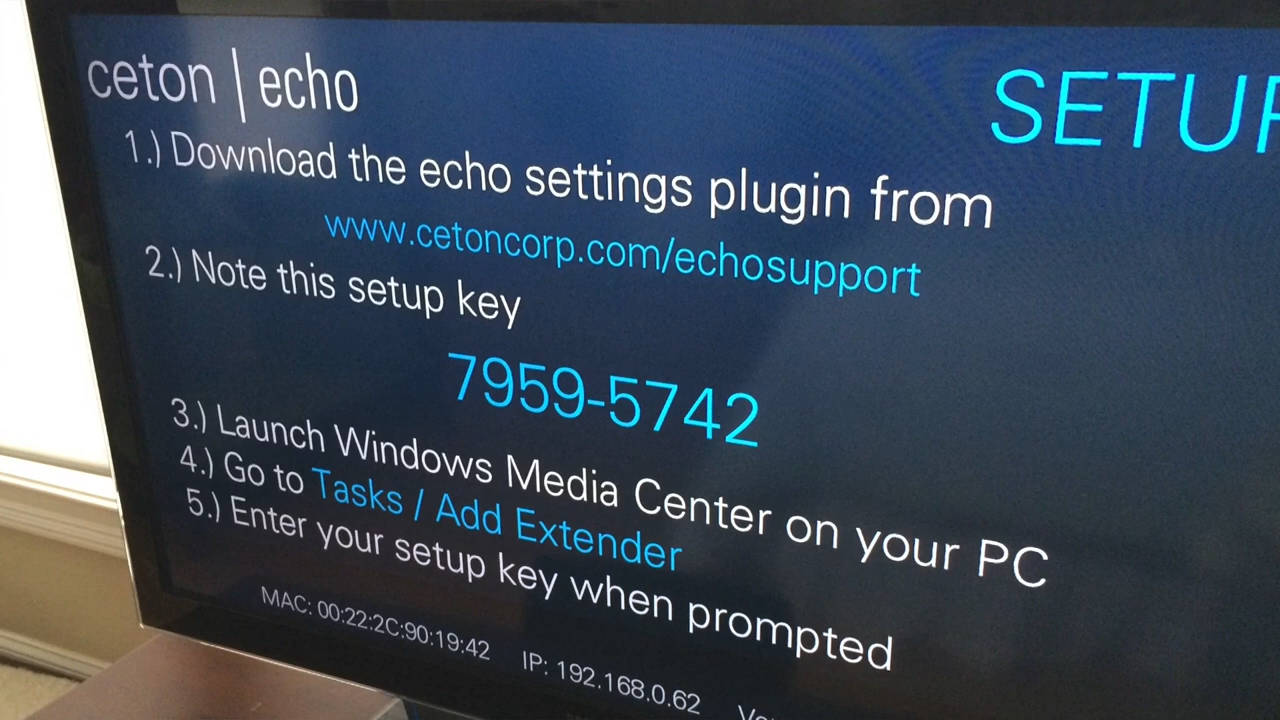 ceton | echo
SETUP
1.) Download the echo settings plugin from
www.cetoncorp.com/echosupport
2.) Note this setup key
7959-5742
3.) Launch Windows Media Center on your PC
4.) Go to Tasks / Add Extender
5.) Enter your setup key when prompted
MAC: 00:22:2C:90:19:42 IP: 192.168.0.62